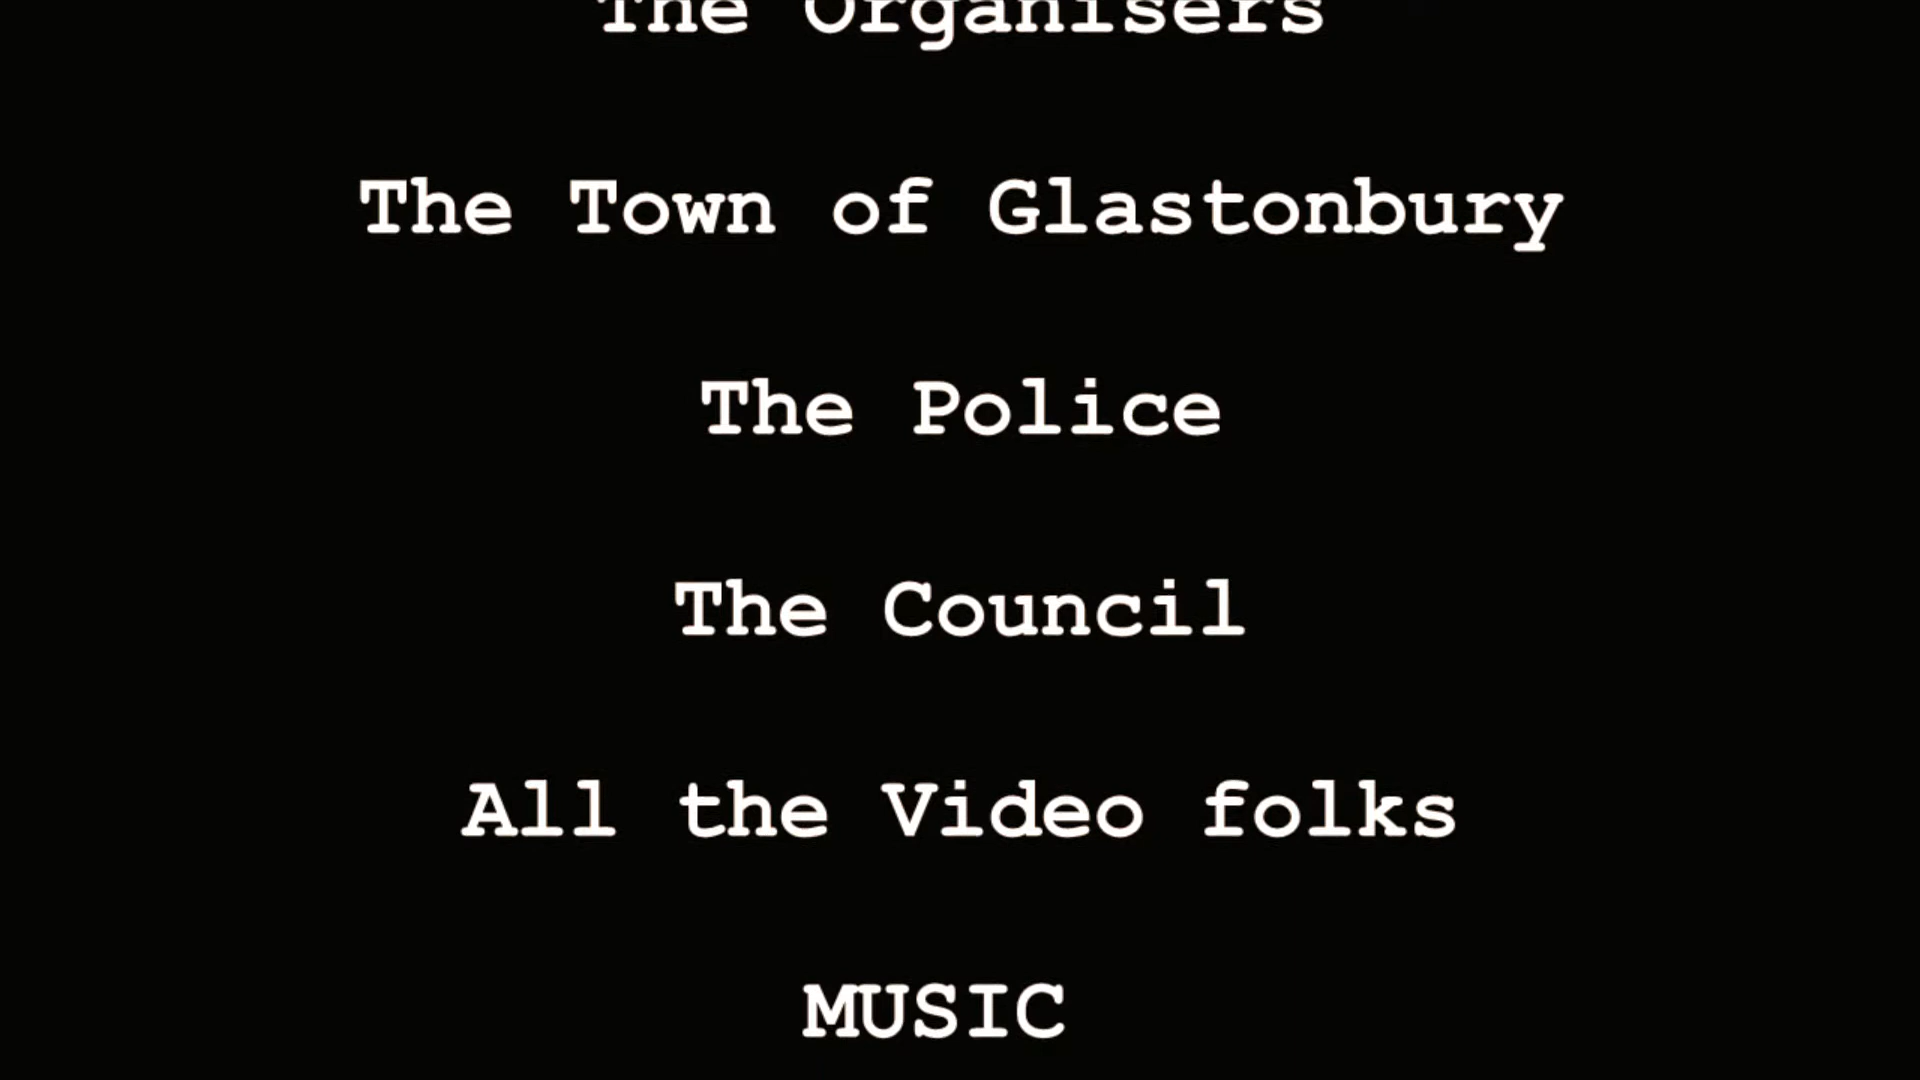 The Organisers
The Town of Glastonbury
The Police
The Council
All the Video folks
MUSIC